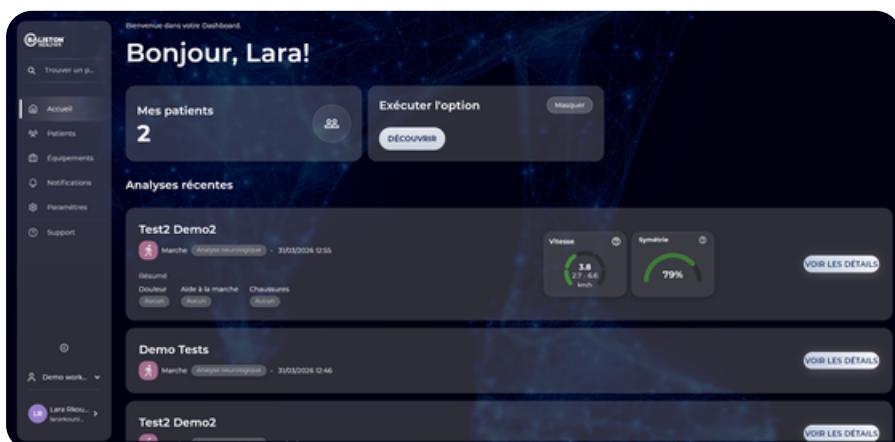 Bienvenue dans votre Dashboard.
BALISTON
HEALTH
Bonjour, Lara!
Trouver un p...
Accueil
Patients
Équipements
Notifications
Paramètres
Support
Demo work...
LR
Lara Rkou...
Mes patients
2
Exécuter l'option
Masquer
DÉCOUVRIR
Analyses récentes
Test2 Demo2
Marche Analyse neurologique - 31/03/2026 12:55
Résumé
Douleur Aide à la marche Chaussures
Aucun Aucun Aucun
Vitesse
3.8
2.7 - 6.6
km/h
Symétrie
79%
VOIR LES DÉTAILS
Demo Tests
Marche Analyse neurologique - 31/03/2026 12:46
VOIR LES DÉTAILS
Test2 Demo2
VOIR LES DÉTAILS